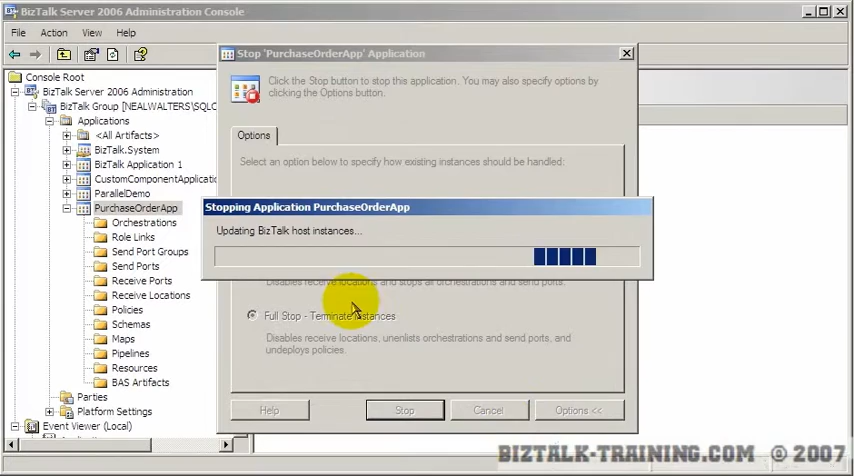 BizTalk Server 2006 Administration Console
File Action View Help
Console Root
BizTalk Server 2006 Administration
BizTalk Group [NEALWALTERS\SQLC
Applications
<All Artifacts>
BizTalk.System
BizTalk Application 1
CustomComponentApplicatio
ParallelDemo
PurchaseOrderApp
Orchestrations
Role Links
Send Port Groups
Send Ports
Receive Ports
Receive Locations
Policies
Schemas
Maps
Pipelines
Resources
BAS Artifacts
Parties
Platform Settings
Event Viewer (Local)
Stop 'PurchaseOrderApp' Application
Click the Stop button to stop this application. You may also specify options by
clicking the Options button.
Options
Select an option below to specify how existing instances should be handled:
Stopping Application PurchaseOrderApp
Updating BizTalk host instances...
Disables receive locations and stops all orchestrations and send ports.
Full Stop - Terminate Instances
Disables receive locations, unenlists orchestrations and send ports, and
undeploys policies.
Help Stop Cancel Options <<
BIZTALK-TRAINING.COM © 2007